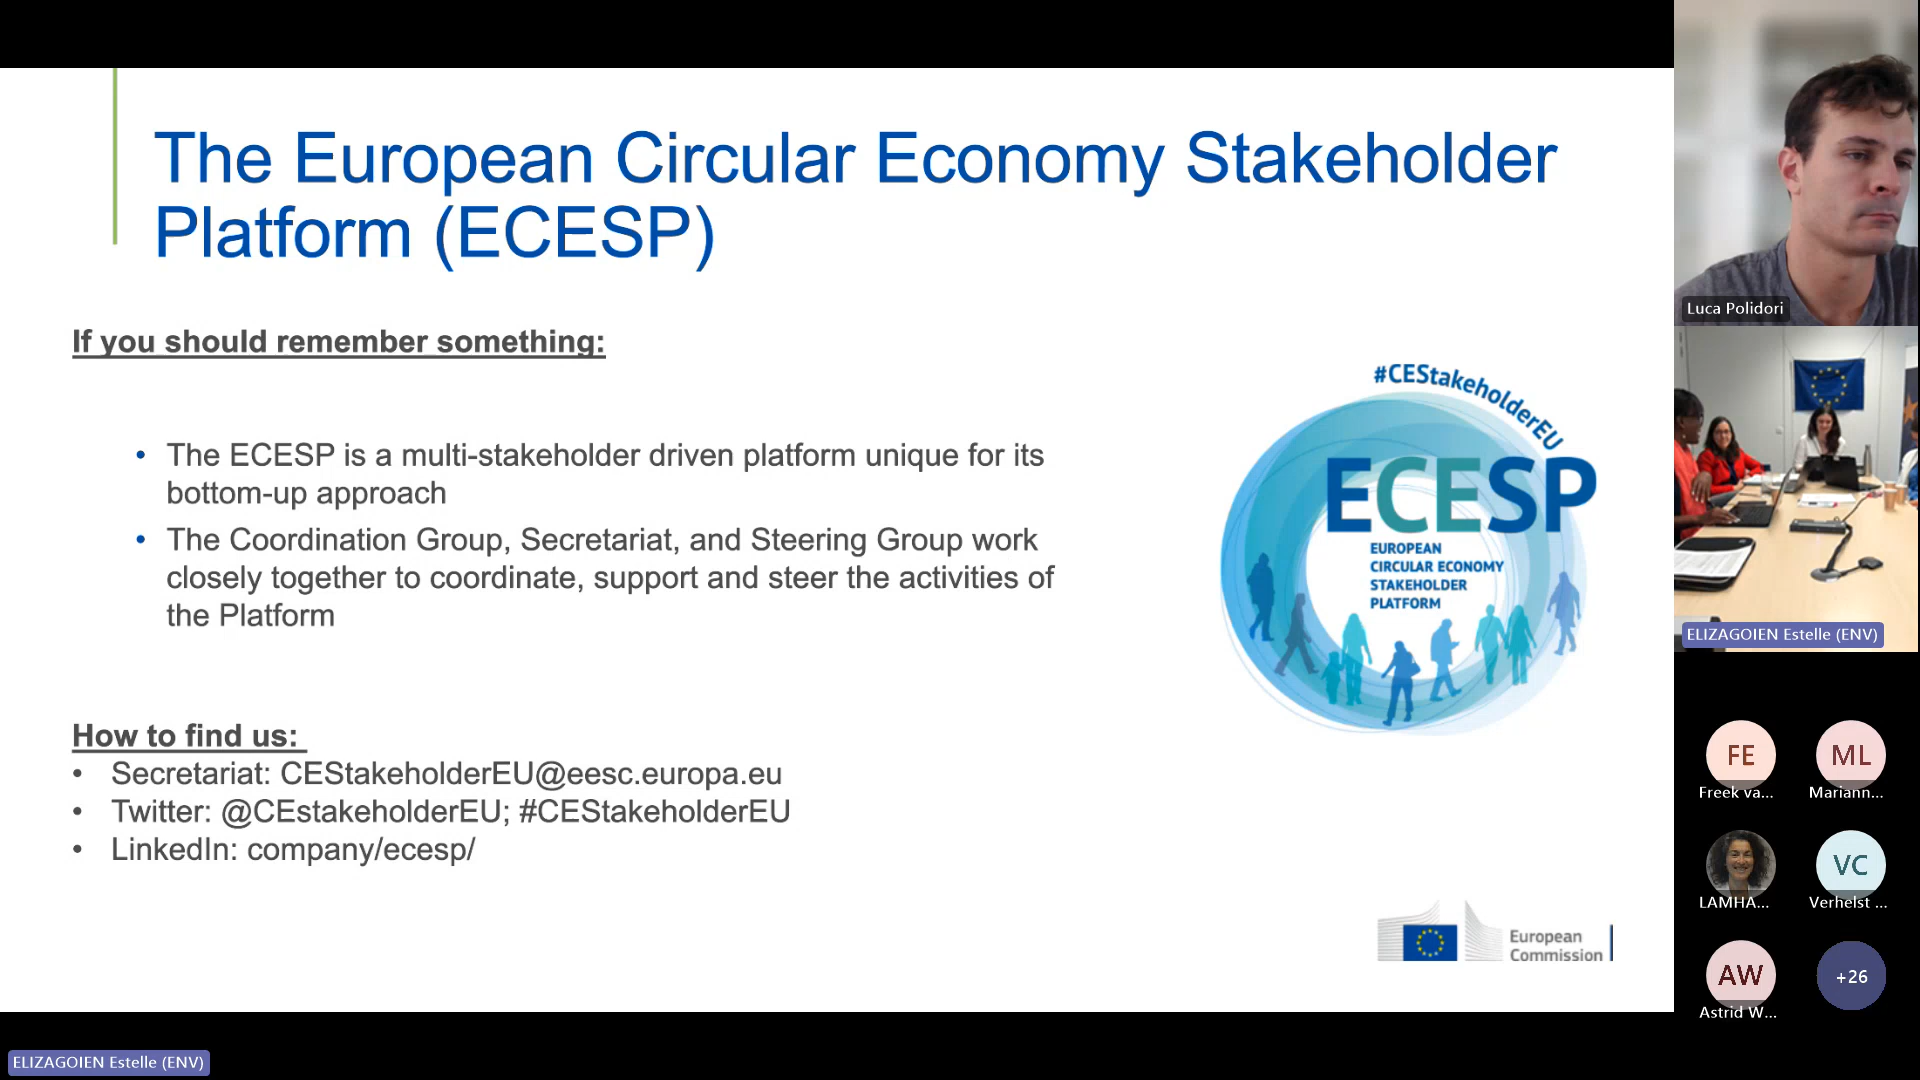 The European Circular Economy Stakeholder
Platform (ECESP)
If you should remember something:
• The ECESP is a multi-stakeholder driven platform unique for its
bottom-up approach
• The Coordination Group, Secretariat, and Steering Group work
closely together to coordinate, support and steer the activities of
the Platform
How to find us:
• Secretariat: CEStakeholderEU@eesc.europa.eu
• Twitter: @CEstakeholderEU; #CEStakeholderEU
• LinkedIn: company/ecesp/
#CEStakeholderEU
ECESP
EUROPEAN
CIRCULAR ECONOMY
STAKEHOLDER
PLATFORM
European
Commission
Luca Polidori
ELIZAGOIEN Estelle (ENV)
FE
Freek va...
ML
Mariann...
LAMHA...
VC
Verhelst ...
AW
Astrid W...
+26
ELIZAGOIEN Estelle (ENV)